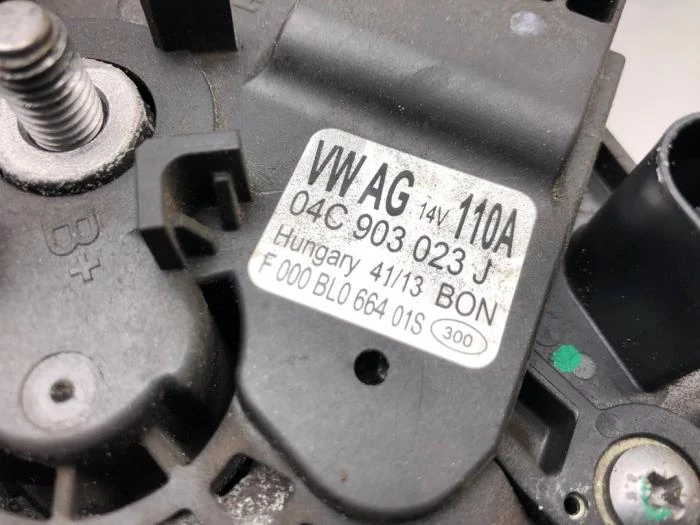 VW AG 14V 110A
04C 903 023 J
Hungary 41/13 BON
F 000 BL0 664 01S 300
B+